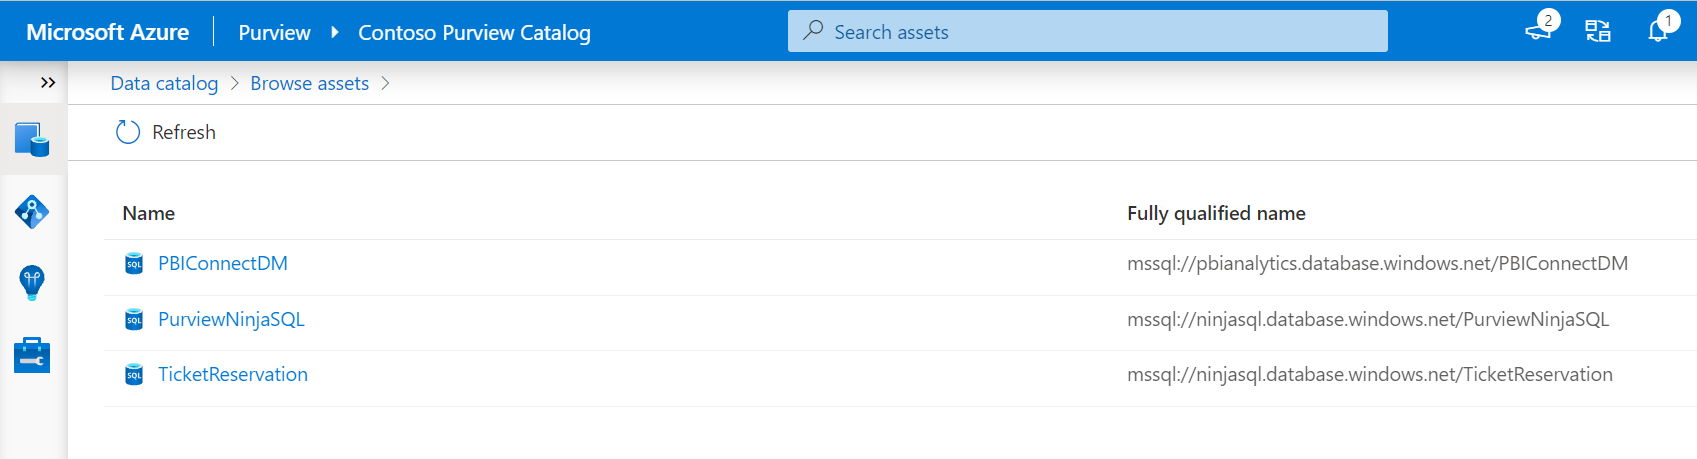 Microsoft Azure Purview Contoso Purview Catalog Search assets 2 1
Data catalog Browse assets
Refresh
Name Fully qualified name
SQL PBIConnectDM mssql://pbianalytics.database.windows.net/PBIConnectDM
SQL PurviewNinjaSQL mssql://ninjasql.database.windows.net/PurviewNinjaSQL
SQL TicketReservation mssql://ninjasql.database.windows.net/TicketReservation